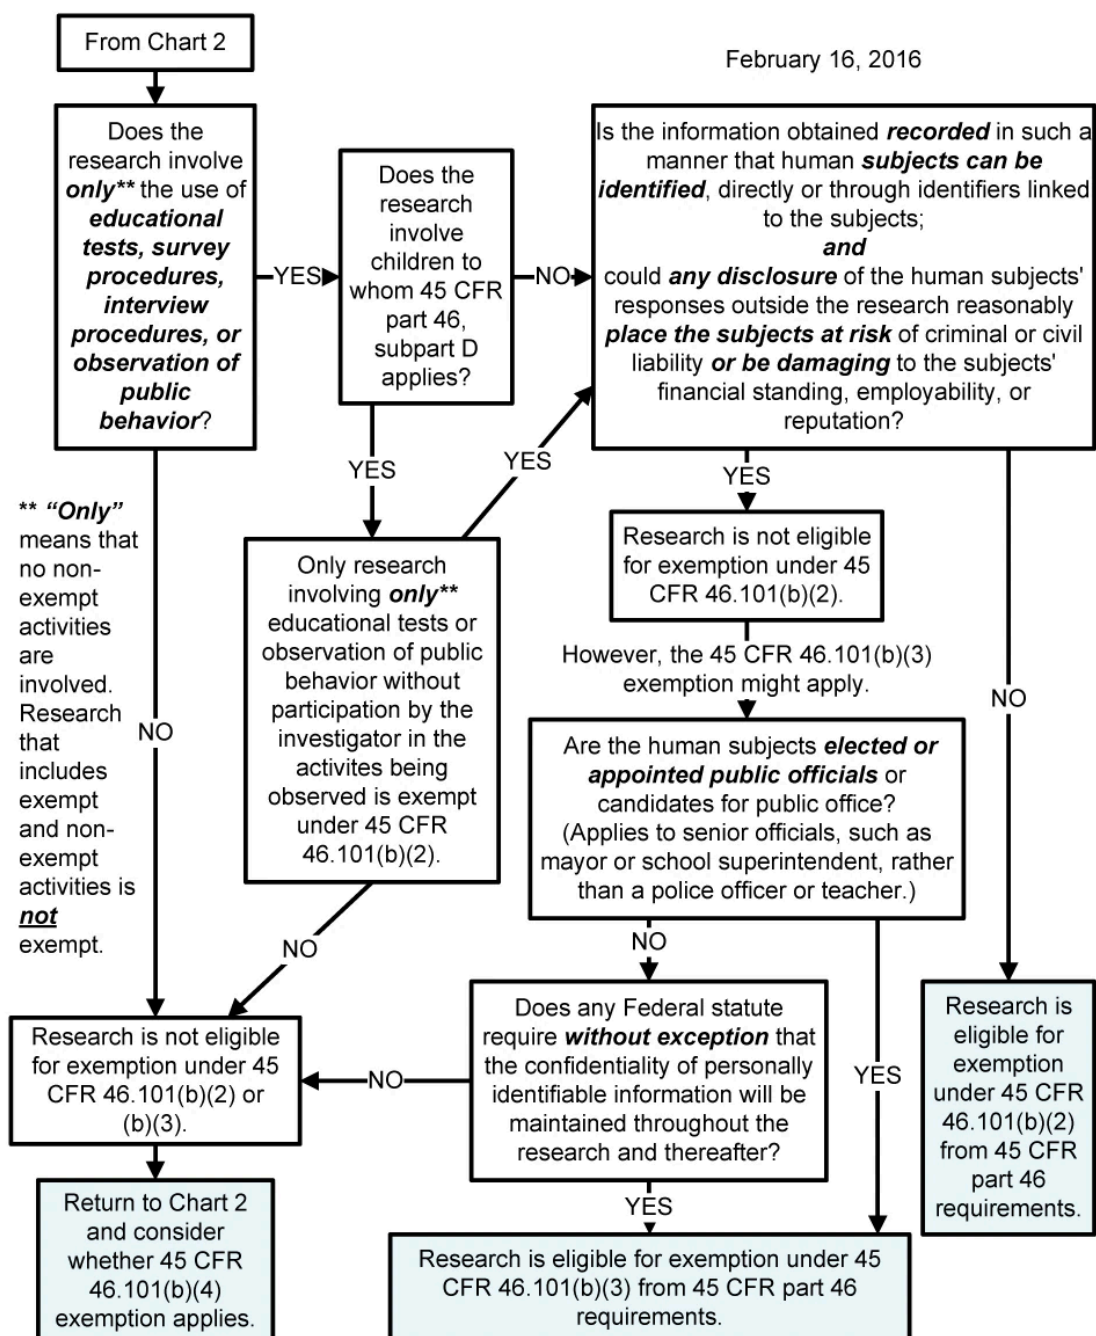 From Chart 2
February 16, 2016
Does the
research involve
only** the use of
educational
tests, survey
procedures,
interview
procedures, or
observation of
public
behavior?
YES
Does the
research
involve
children to
whom 45 CFR
part 46,
subpart D
applies?
NO
Is the information obtained recorded in such a
manner that human subjects can be
identified, directly or through identifiers linked
to the subjects;
and
could any disclosure of the human subjects'
responses outside the research reasonably
place the subjects at risk of criminal or civil
liability or be damaging to the subjects'
financial standing, employability, or
reputation?
YES
YES
YES
NO
NO
** “Only”
means that
no non-
exempt
activities
are
involved.
Research
that
includes
exempt
and non-
exempt
activities is
not
exempt.
Only research
involving only**
educational tests or
observation of public
behavior without
participation by the
investigator in the
activites being
observed is exempt
under 45 CFR
46.101(b)(2).
NO
Research is not eligible
for exemption under 45
CFR 46.101(b)(2).
However, the 45 CFR 46.101(b)(3)
exemption might apply.
Are the human subjects elected or
appointed public officials or
candidates for public office?
(Applies to senior officials, such as
mayor or school superintendent, rather
than a police officer or teacher.)
NO
YES
Does any Federal statute
require without exception that
the confidentiality of personally
identifiable information will be
maintained throughout the
research and thereafter?
NO
YES
Research is not eligible
for exemption under 45
CFR 46.101(b)(2) or
(b)(3).
Return to Chart 2
and consider
whether 45 CFR
46.101(b)(4)
exemption applies.
Research is eligible for exemption under 45
CFR 46.101(b)(3) from 45 CFR part 46
requirements.
Research is
eligible for
exemption
under 45 CFR
46.101(b)(2)
from 45 CFR
part 46
requirements.